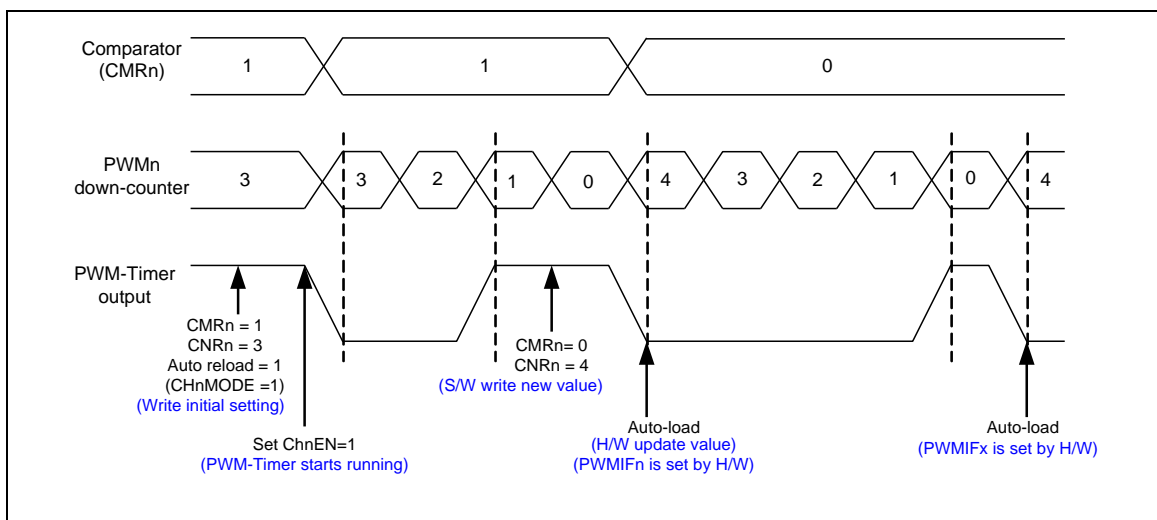 Comparator
(CMRn)
1 1 0
PWMn
down-counter
3 3 2 1 0 4 3 2 1 0 4
PWM-Timer
output
CMRn = 1
CNRn = 3
Auto reload = 1
(CHnMODE =1)
(Write initial setting)
Set ChnEN=1
(PWM-Timer starts running)
CMRn= 0
CNRn = 4
(S/W write new value)
Auto-load
(H/W update value)
(PWMIFn is set by H/W)
Auto-load
(PWMIFx is set by H/W)